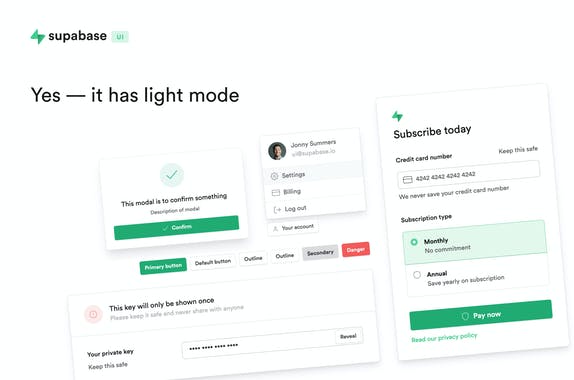 supabase UI
Yes — it has light mode
This modal is to confirm something
Description of modal
Confirm
Jonny Summers
ui@supabase.io
Settings
Billing
Log out
Your account
Primary button
Default button
Outline
Outline
Secondary
Danger
This key will only be shown once
Please keep it safe and never share with anyone
Your private key
Keep this safe
•••• •••• •••• ••••
Reveal
Subscribe today
Credit card number
Keep this safe
4242 4242 4242 4242
We never save your credit card number
Subscription type
Monthly
No commitment
Annual
Save yearly on subscription
Pay now
Read our privacy policy